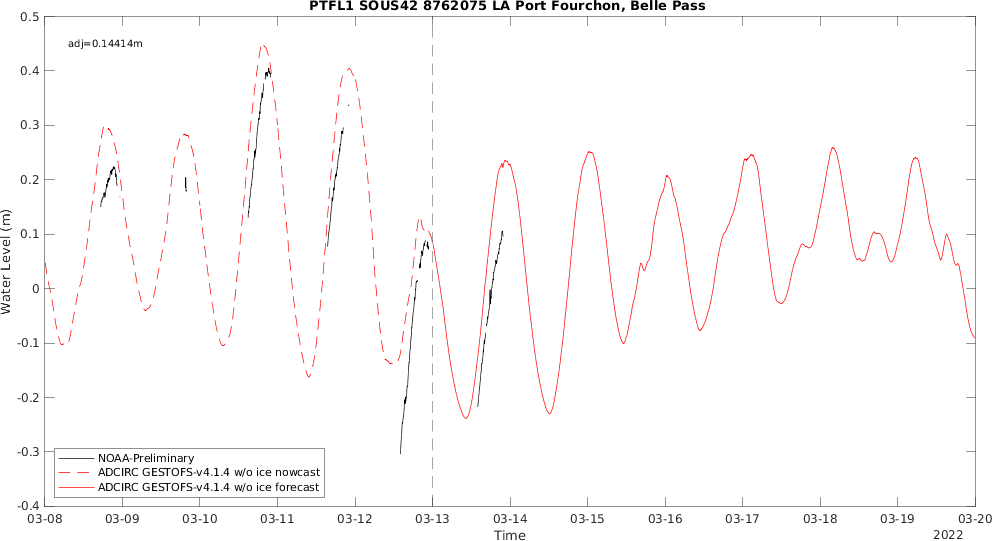 PTFL1 SOUS42 8762075 LA Port Fourchon, Belle Pass
0.5
adj=0.14414m
0.4
0.3
0.2
0.1
0
-0.1
-0.2
-0.3
-0.4
Water Level (m)
NOAA-Preliminary
ADCIRC GESTOFS-v4.1.4 w/o ice nowcast
ADCIRC GESTOFS-v4.1.4 w/o ice forecast
03-08 03-09 03-10 03-11 03-12 03-13 03-14 03-15 03-16 03-17 03-18 03-19 03-20
Time
2022